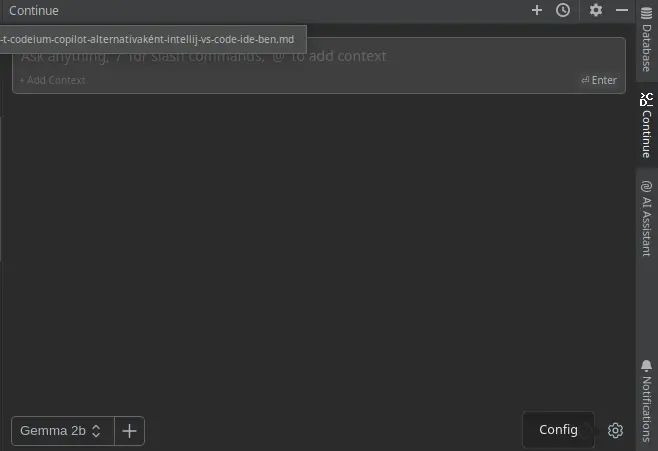 Continue
-t-codeium-copilot-alternatívaként-intellij-vs-code-ide-ben.md
Ask anything, '/' for slash commands, '@' to add context
+ Add Context
⏎ Enter
Database
Continue
AI Assistant
Notifications
Gemma 2b
Config